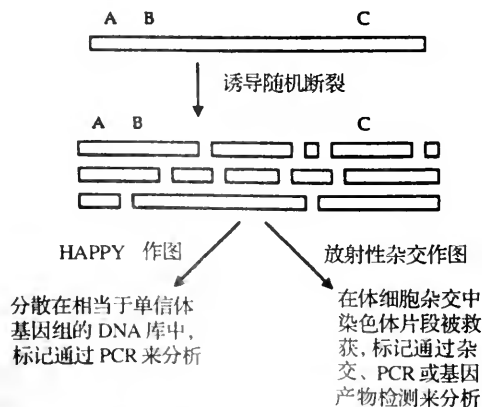 A B C
诱导随机断裂
A B C
HAPPY 作图
放射性杂交作图
分散在相当于单信体
基因组的 DNA 库中，
标记通过 PCR 来分析
在体细胞杂交中
染色体片段被救
获，标记通过杂
交、PCR 或基因
产物检测来分析